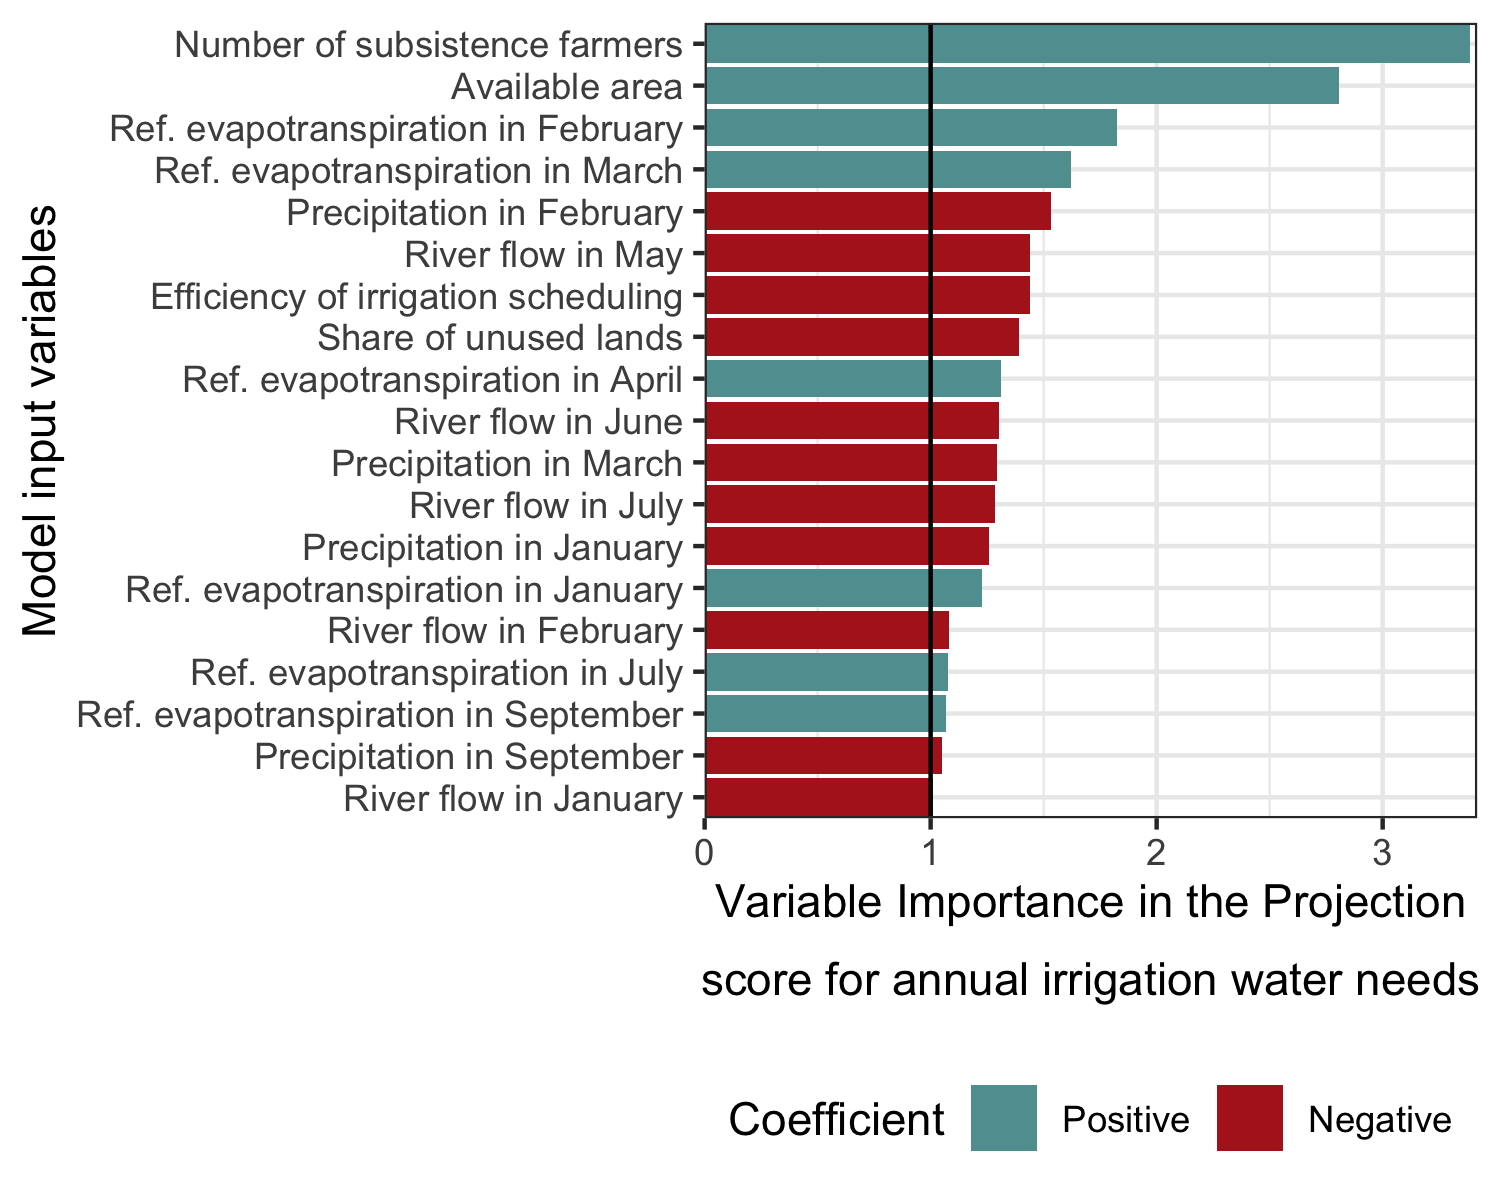 Model input variables
Number of subsistence farmers
Available area
Ref. evapotranspiration in February
Ref. evapotranspiration in March
Precipitation in February
River flow in May
Efficiency of irrigation scheduling
Share of unused lands
Ref. evapotranspiration in April
River flow in June
Precipitation in March
River flow in July
Precipitation in January
Ref. evapotranspiration in January
River flow in February
Ref. evapotranspiration in July
Ref. evapotranspiration in September
Precipitation in September
River flow in January
0 1 2 3
Variable Importance in the Projection
score for annual irrigation water needs
Coefficient Positive Negative